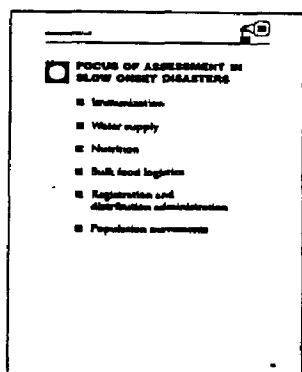 FOCUS OF ASSESSMENT IN
SLOW ONSET DISASTERS
Immunization
Water supply
Nutrition
Bulk food logistics
Registration and
distribution administration
Population movements